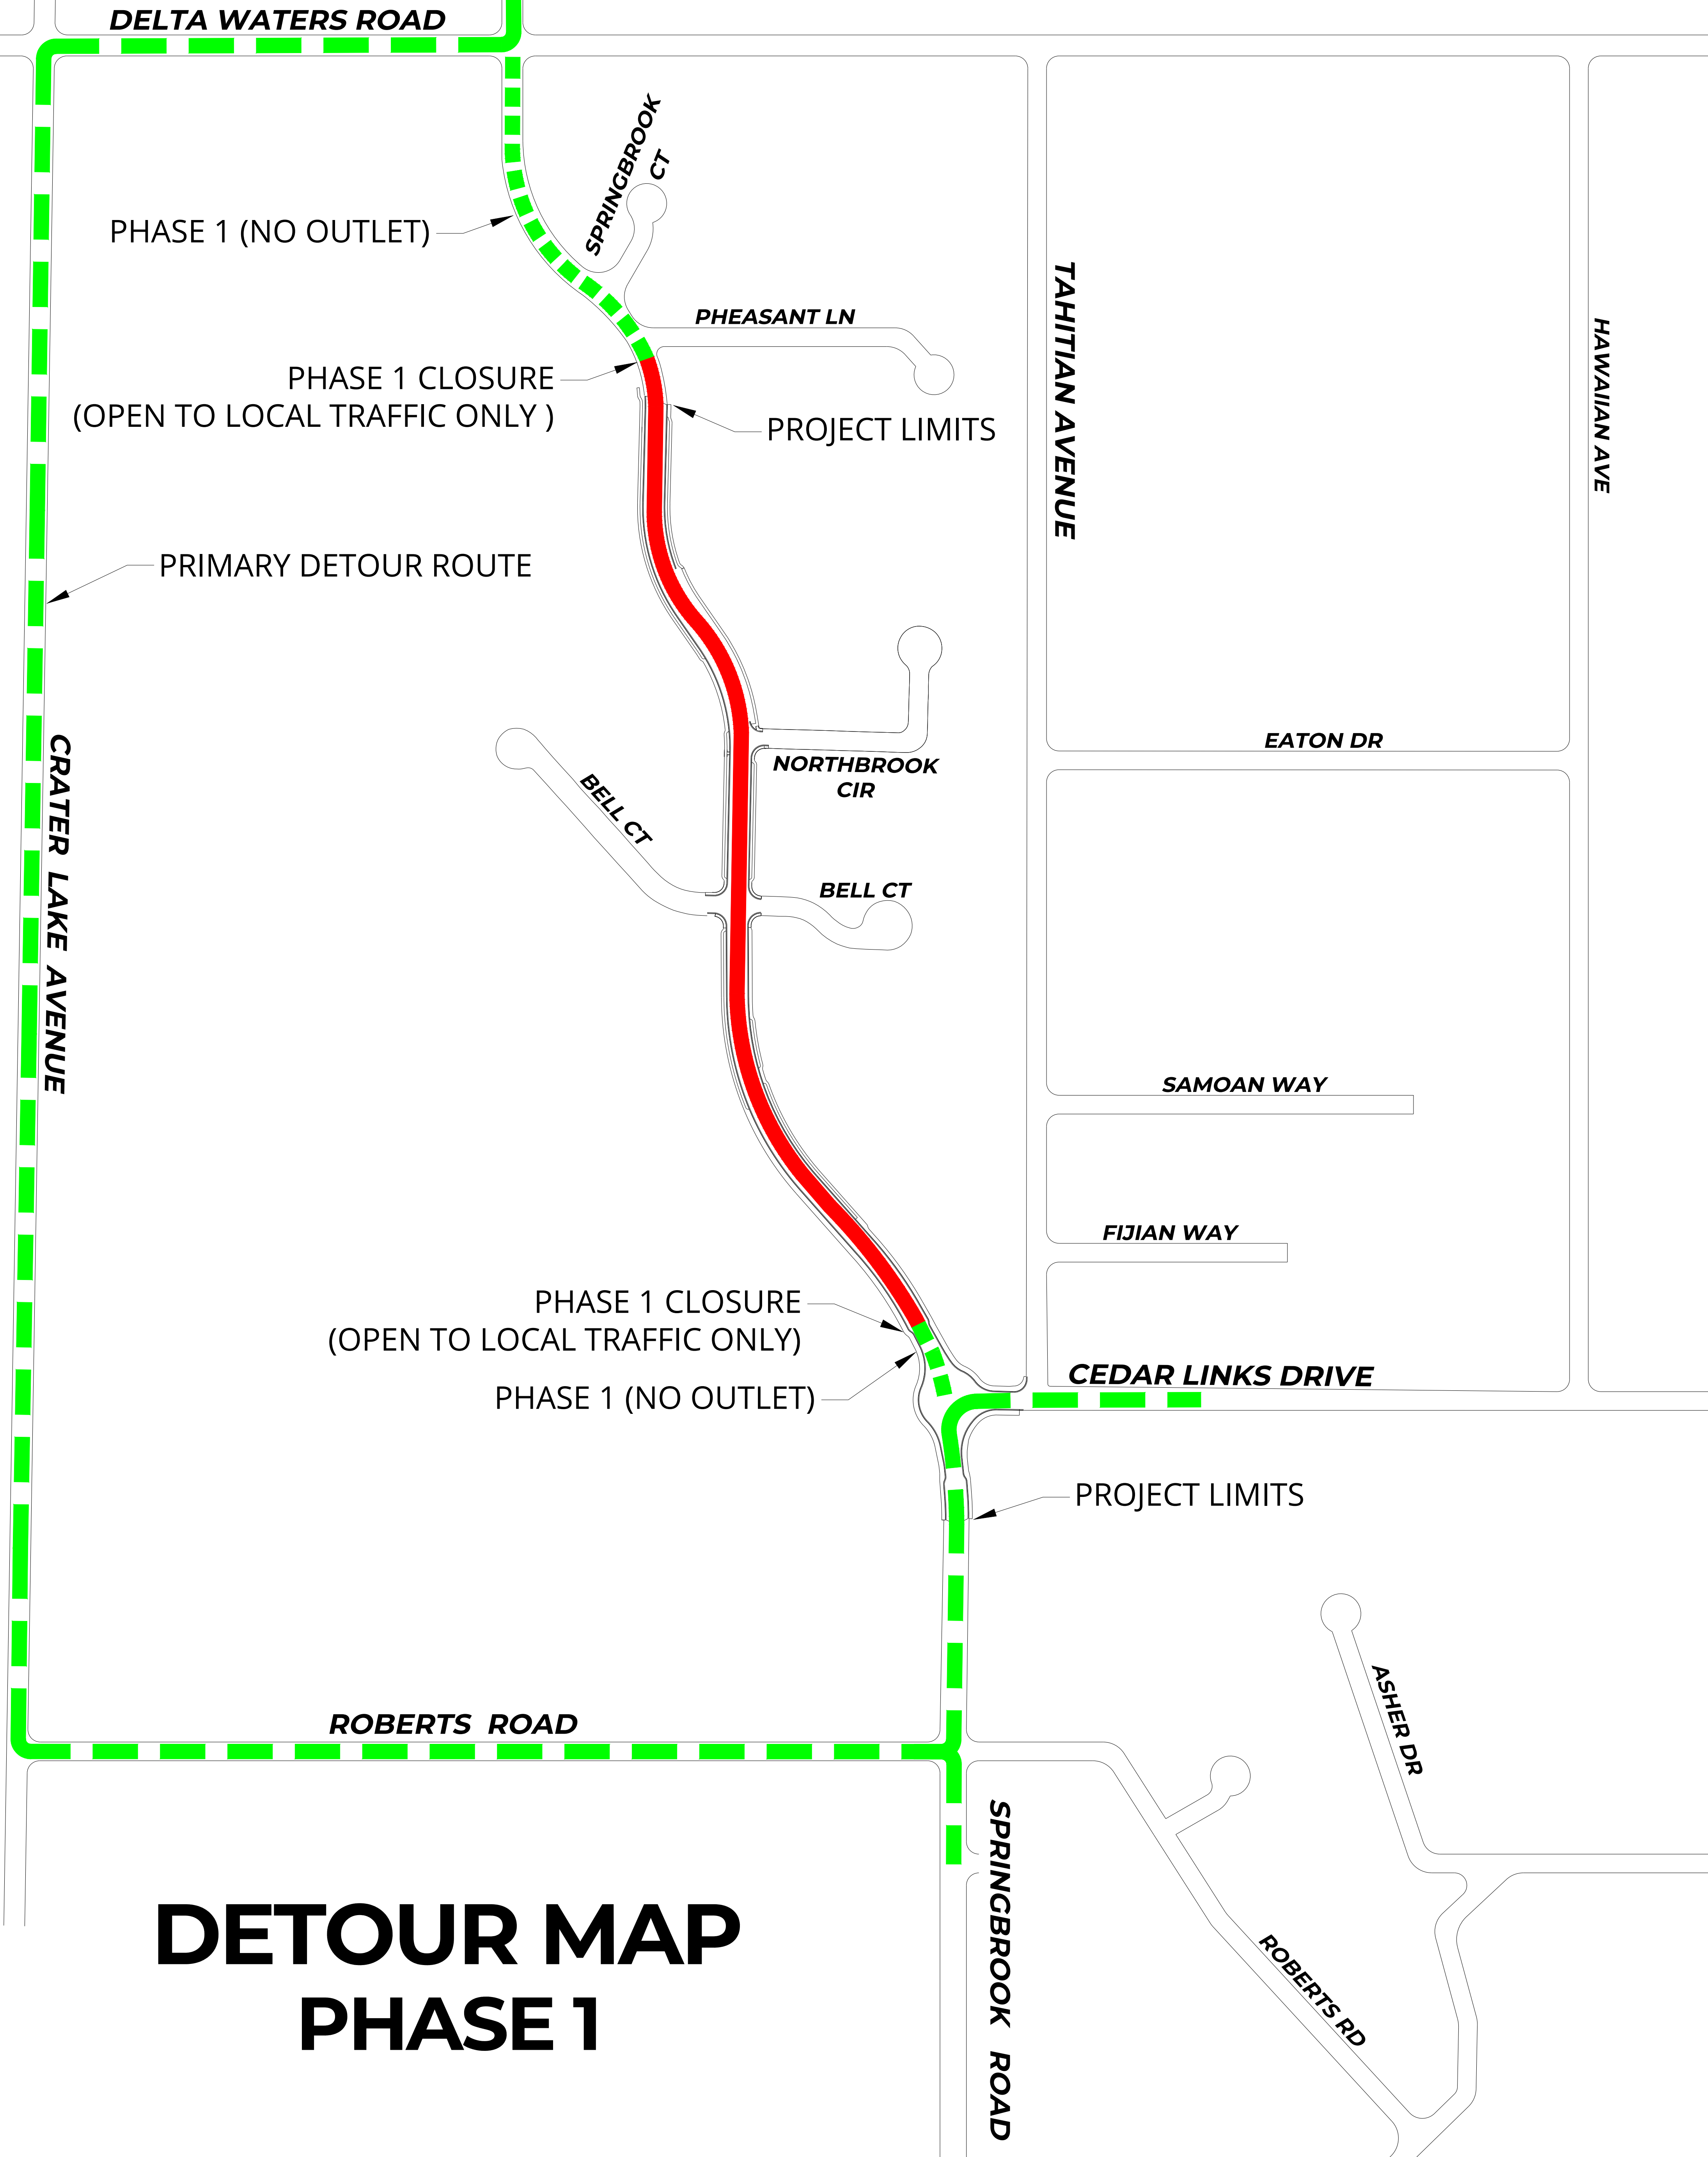 DELTA WATERS ROAD
SPRINGBROOK
CT
PHASE 1 (NO OUTLET)
PHEASANT LN
PHASE 1 CLOSURE
(OPEN TO LOCAL TRAFFIC ONLY )
PROJECT LIMITS
TAHITIAN AVENUE
HAWAIIAN AVE
PRIMARY DETOUR ROUTE
CRATER LAKE AVENUE
NORTHBROOK
CIR
EATON DR
BELL CT
BELL CT
SAMOAN WAY
FIJIAN WAY
PHASE 1 CLOSURE
(OPEN TO LOCAL TRAFFIC ONLY)
PHASE 1 (NO OUTLET)
CEDAR LINKS DRIVE
PROJECT LIMITS
ROBERTS ROAD
ASHER DR
SPRINGBROOK ROAD
ROBERTS RD
DETOUR MAP
PHASE 1